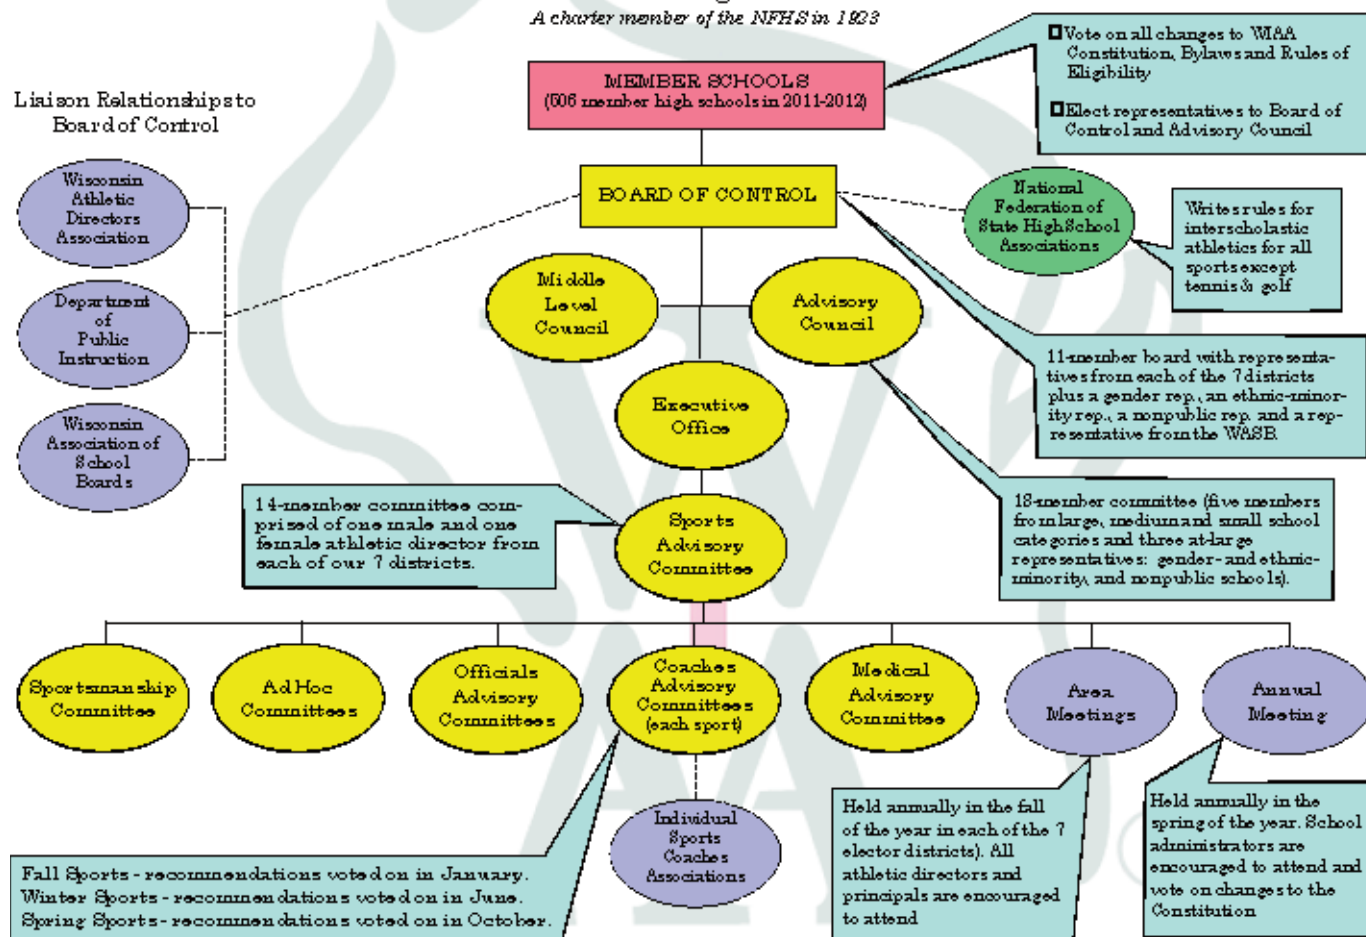 A charter member of the NFHS in 1923
MEMBER SCHOOLS
(506 member high schools in 2011-2012)
Vote on all changes to WIAA
Constitution, Bylaws and Rules of
Eligibility
Elect representatives to Board of
Control and Advisory Council
Liaison Relationships to
Board of Control
Wisconsin
Athletic
Directors
Association
Department
of
Public
Instruction
Wisconsin
Association of
School
Boards
BOARD OF CONTROL
National
Federation of
State High School
Associations
Writes rules for
interscholastic
athletics for all
sports except
tennis & golf
Middle
Level
Council
Advisory
Council
11-member board with representa-
tives from each of the 7 districts
plus a gender rep., an ethnic-minor-
ity rep., a nonpublic rep. and a rep-
resentative from the WASB.
Executive
Office
14-member committee com-
prised of one male and one
female athletic director from
each of our 7 districts.
Sports
Advisory
Committee
18-member committee (five members
from large, medium and small school
categories and three at-large
representatives: gender- and ethnic-
minority, and nonpublic schools).
Sportsmanship
Committee
Ad Hoc
Committees
Officials
Advisory
Committees
Coaches
Advisory
Committees
(each sport)
Medical
Advisory
Committee
Area
Meetings
Annual
Meeting
Individual
Sports
Coaches
Associations
Fall Sports - recommendations voted on in January.
Winter Sports - recommendations voted on in June.
Spring Sports - recommendations voted on in October.
Held annually in the fall
of the year in each of the 7
elector districts). All
athletic directors and
principals are encouraged
to attend
Held annually in the
spring of the year. School
administrators are
encouraged to attend and
vote on changes to the
Constitution